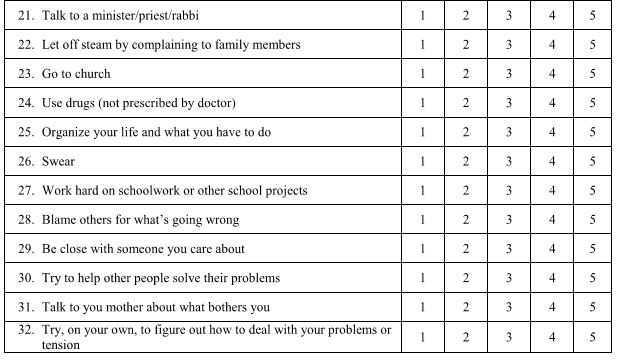 21. Talk to a minister/priest/rabbi 1 2 3 4 5
22. Let off steam by complaining to family members 1 2 3 4 5
23. Go to church 1 2 3 4 5
24. Use drugs (not prescribed by doctor) 1 2 3 4 5
25. Organize your life and what you have to do 1 2 3 4 5
26. Swear 1 2 3 4 5
27. Work hard on schoolwork or other school projects 1 2 3 4 5
28. Blame others for what's going wrong 1 2 3 4 5
29. Be close with someone you care about 1 2 3 4 5
30. Try to help other people solve their problems 1 2 3 4 5
31. Talk to you mother about what bothers you 1 2 3 4 5
32. Try, on your own, to figure out how to deal with your problems or
tension 1 2 3 4 5